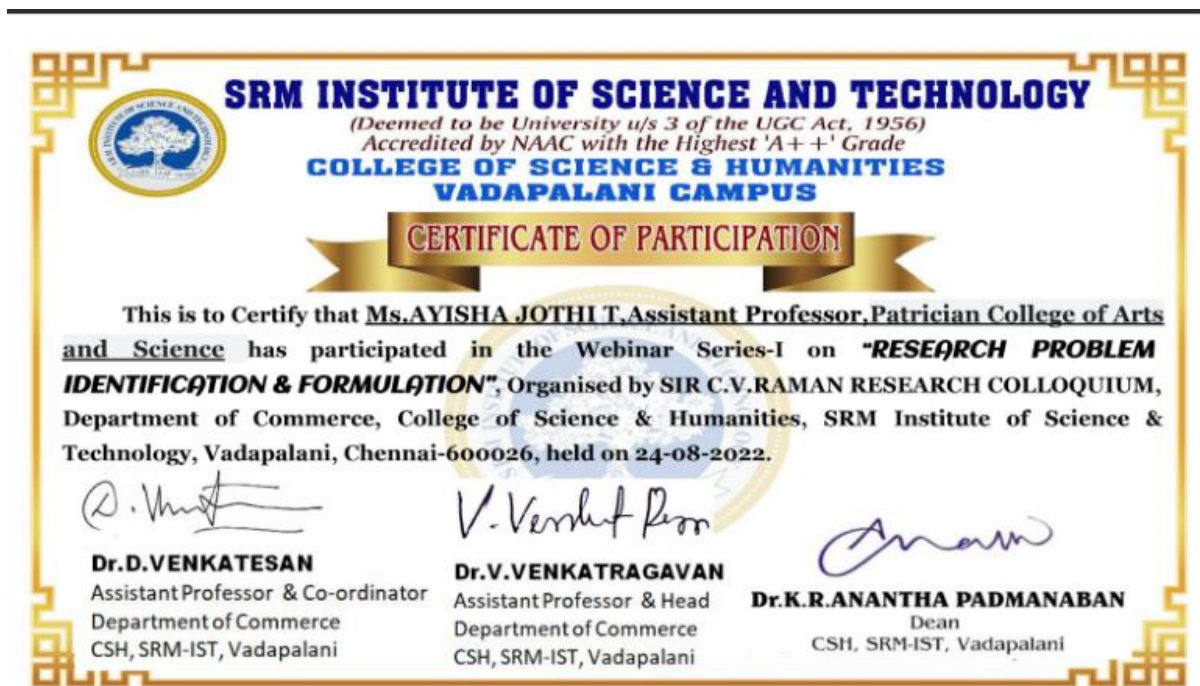 SRM INSTITUTE OF SCIENCE AND TECHNOLOGY
(Deemed to be University u/s 3 of the UGC Act, 1956)
Accredited by NAAC with the Highest 'A++' Grade
COLLEGE OF SCIENCE & HUMANITIES
VADAPALANI CAMPUS
CERTIFICATE OF PARTICIPATION
This is to Certify that Ms.AYISHA JOTHI T,Assistant Professor,Patrician College of Arts
and Science has participated in the Webinar Series-I on "RESEARCH PROBLEM
IDENTIFICATION & FORMULATION", Organised by SIR C.V.RAMAN RESEARCH COLLOQUIUM,
Department of Commerce, College of Science & Humanities, SRM Institute of Science &
Technology, Vadapalani, Chennai-600026, held on 24-08-2022.
Dr.D.VENKATESAN
Assistant Professor & Co-ordinator
Department of Commerce
CSH, SRM-IST, Vadapalani
Dr.V.VENKATRAGAVAN
Assistant Professor & Head
Department of Commerce
CSH, SRM-IST, Vadapalani
Dr.K.R.ANANTHA PADMANABAN
Dean
CSH, SRM-IST, Vadapalani